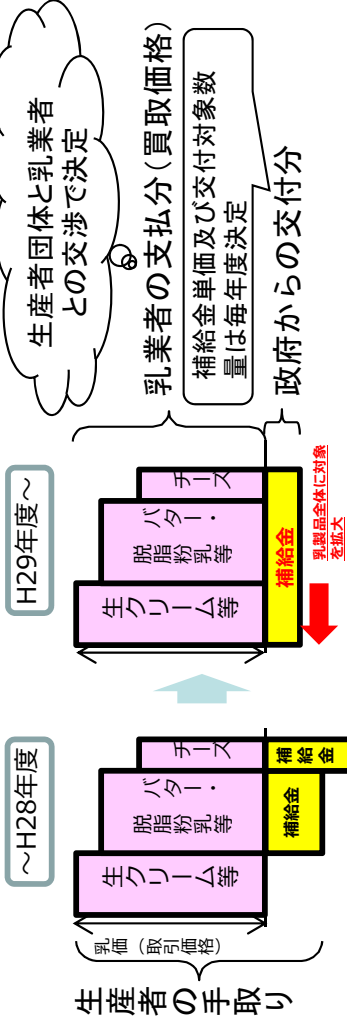 生産者の手取り
乳価（取引価格）
～H28年度
生クリーム等
バター・
脱脂粉乳等
チーズ
補給金
補給金
H29年度～
生クリーム等
バター・
脱脂粉乳等
チーズ
補給金
乳製品全体に対象
を拡大
生産者団体と乳業者
との交渉で決定
乳業者の支払分（買取価格）
補給金単価及び交付対象数
量は毎年度決定
政府からの交付分